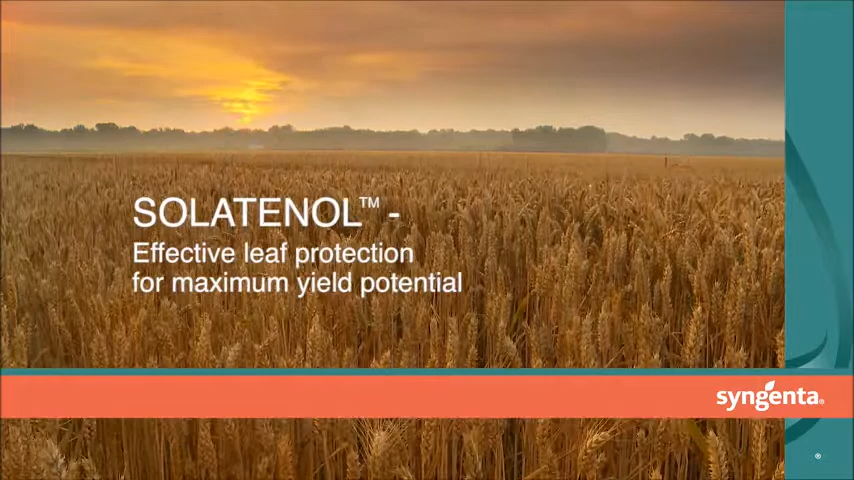 SOLATENOL™ -
Effective leaf protection
for maximum yield potential
syngenta®
®